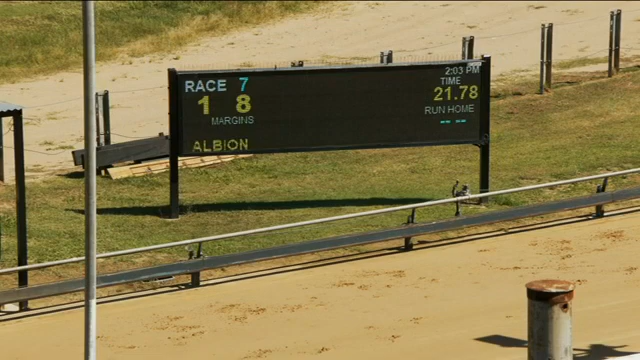 2:03 PM
RACE 7
TIME
1 8
21.78
MARGINS
RUN HOME
-- --
ALBION